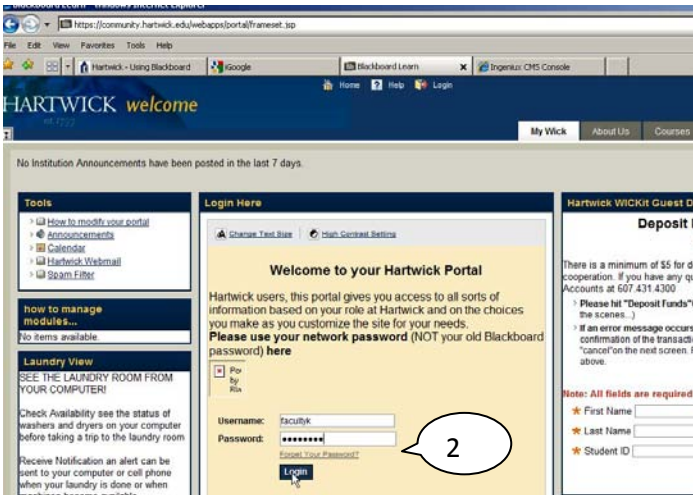 Blackboard Learn - Windows Internet Explorer
https://community.hartwick.edu/webapps/portal/frameset.jsp
File Edit View Favorites Tools Help
Hartwick - Using Blackboard
iGoogle
Blackboard Learn
Ingeniux CMS Console
Home Help Login
HARTWICK welcome
My Wick About Us Courses
No Institution Announcements have been posted in the last 7 days.
Tools
How to modify your portal
Announcements
Calendar
Hartwick Webmail
Spam Filter
how to manage
modules...
No items available.
Laundry View
SEE THE LAUNDRY ROOM FROM
YOUR COMPUTER!
Check Availability see the status of
washers and dryers on your computer
before taking a trip to the laundry room
Receive Notification an alert can be
sent to your computer or cell phone
when your laundry is done or when
machines become available
Login Here
Change Text Size High Contrast Setting
Welcome to your Hartwick Portal
Hartwick users, this portal gives you access to all sorts of
information based on your role at Hartwick and on the choices
you make as you customize the site for your needs.
Please use your network password (NOT your old Blackboard
password) here
Username: facultyk
Password: ••••••••
Forgot Your Password?
Login
2
Hartwick WICKit Guest D
Deposit
There is a minimum of $5 for d
cooperation. If you have any qu
Accounts at 607.431.4300
Please hit "Deposit Funds"
the scenes...)
If an error message occurs
confirmation of the transacti
"cancel"on the next screen.
above.
Note: All fields are required
First Name
Last Name
Student ID